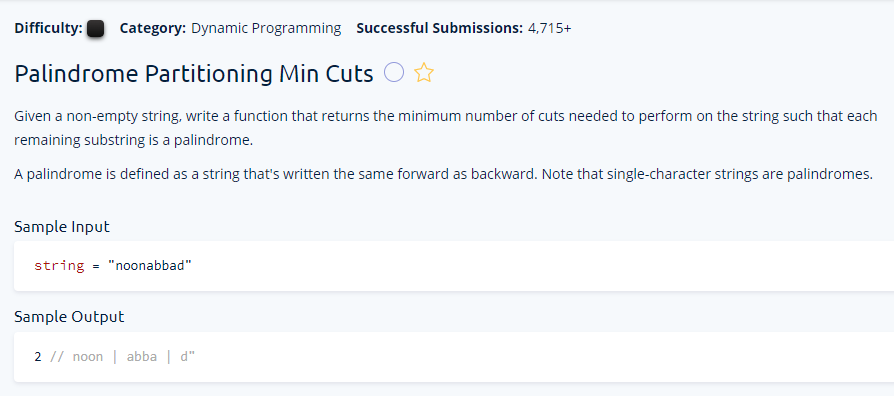 Difficulty: Category: Dynamic Programming Successful Submissions: 4,715+
Palindrome Partitioning Min Cuts
Given a non-empty string, write a function that returns the minimum number of cuts needed to perform on the string such that each
remaining substring is a palindrome.
A palindrome is defined as a string that's written the same forward as backward. Note that single-character strings are palindromes.
Sample Input
string = "noonabbad"
Sample Output
2 // noon | abba | d"